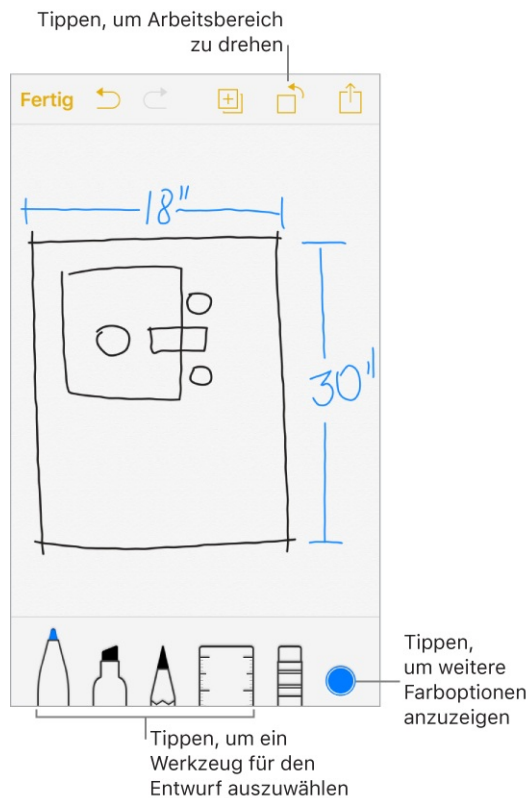 Tippen, um Arbeitsbereich
zu drehen
Fertig
18"
30"
Tippen,
um weitere
Farboptionen
anzuzeigen
Tippen, um ein
Werkzeug für den
Entwurf auszuwählen